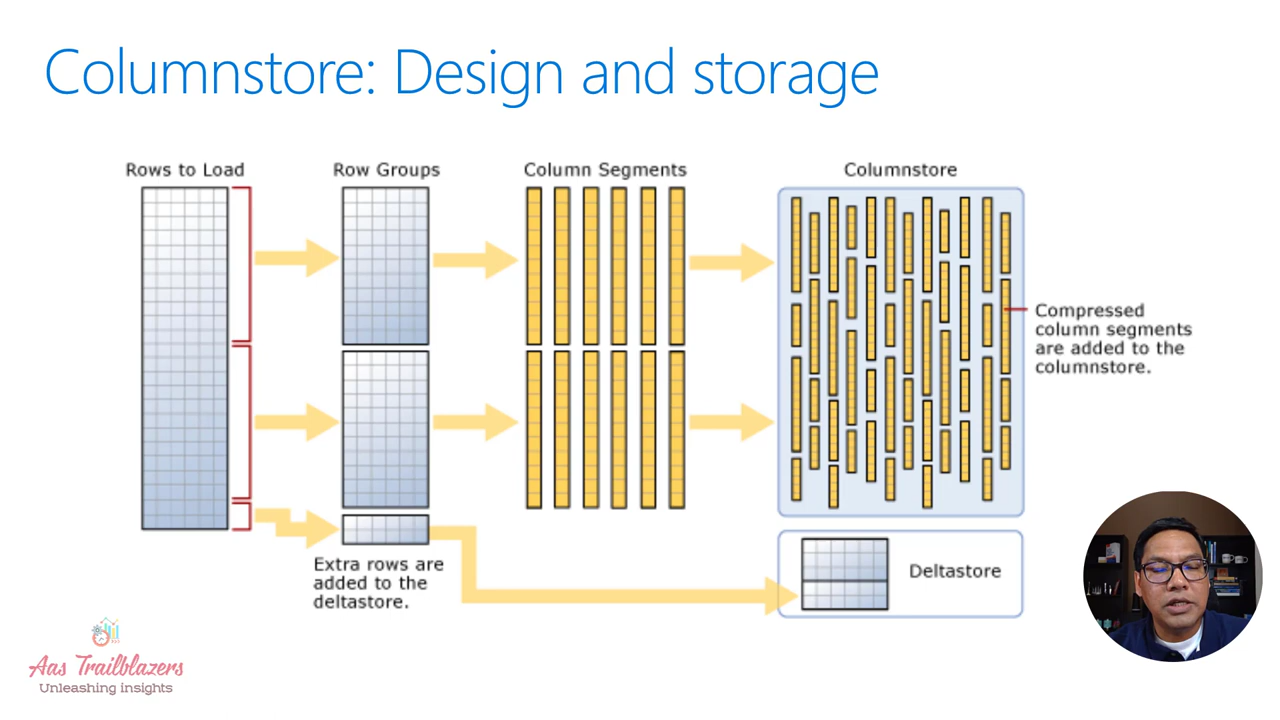 Columnstore: Design and storage
Rows to Load
Row Groups
Column Segments
Columnstore
Compressed
column segments
are added to the
columnstore.
Extra rows are
added to the
deltastore.
Deltastore
Aas Trailblazers
Unleashing insights